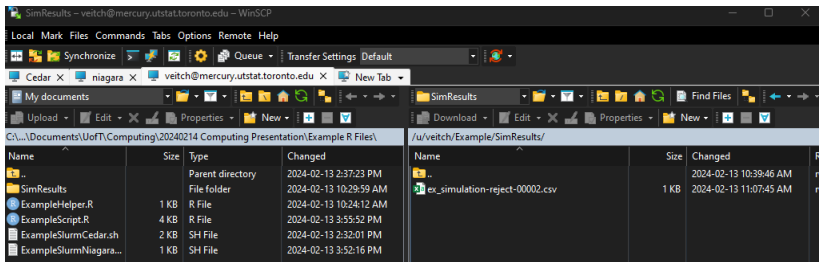 SimResults – veitch@mercury.utstat.toronto.edu – WinSCP
Local Mark Files Commands Tabs Options Remote Help
Synchronize Queue Transfer Settings Default
Cedar X niagara X veitch@mercury.utstat.toronto.edu X New Tab
My documents SimResults Find Files
Upload Edit Properties New Download Edit Properties New
C:\...\Documents\UofT\Computing\20240214 Computing Presentation\Example R Files\ /u/veitch/Example/SimResults/
Name Size Type Changed Name Size Changed
.. Parent directory 2024-02-13 2:37:23 PM .. 2024-02-13 10:39:46 AM
SimResults File folder 2024-02-13 10:29:59 AM ex_simulation-reject-00002.csv 1 KB 2024-02-13 11:07:45 AM
ExampleHelper.R 1 KB R File 2024-02-13 10:24:12 AM
ExampleScript.R 4 KB R File 2024-02-13 3:55:52 PM
ExampleSlurmCedar.sh 2 KB SH File 2024-02-13 2:32:01 PM
ExampleSlurmNiagara... 1 KB SH File 2024-02-13 3:52:16 PM